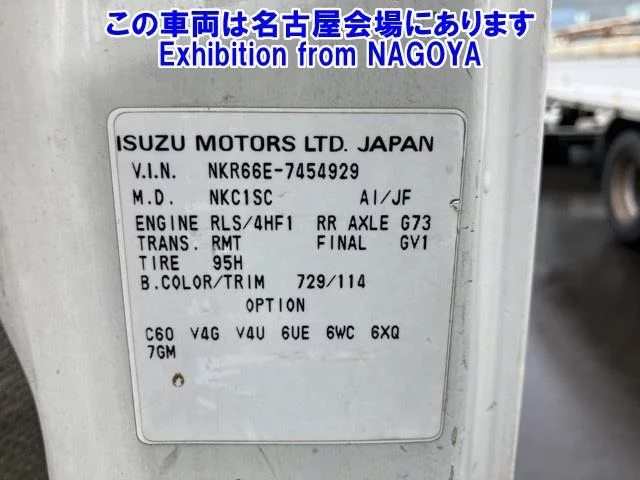 この車両は名古屋会場にあります
Exhibition from NAGOYA
ISUZU MOTORS LTD. JAPAN
V.I.N. NKR66E-7454929
M.D. NKC1SC AI/JF
ENGINE RLS/4HF1 RR AXLE G73
TRANS. RMT FINAL GV1
TIRE 95H
B.COLOR/TRIM 729/114
OPTION
C60 V4G V4U 6UE 6WC 6XQ
7GM